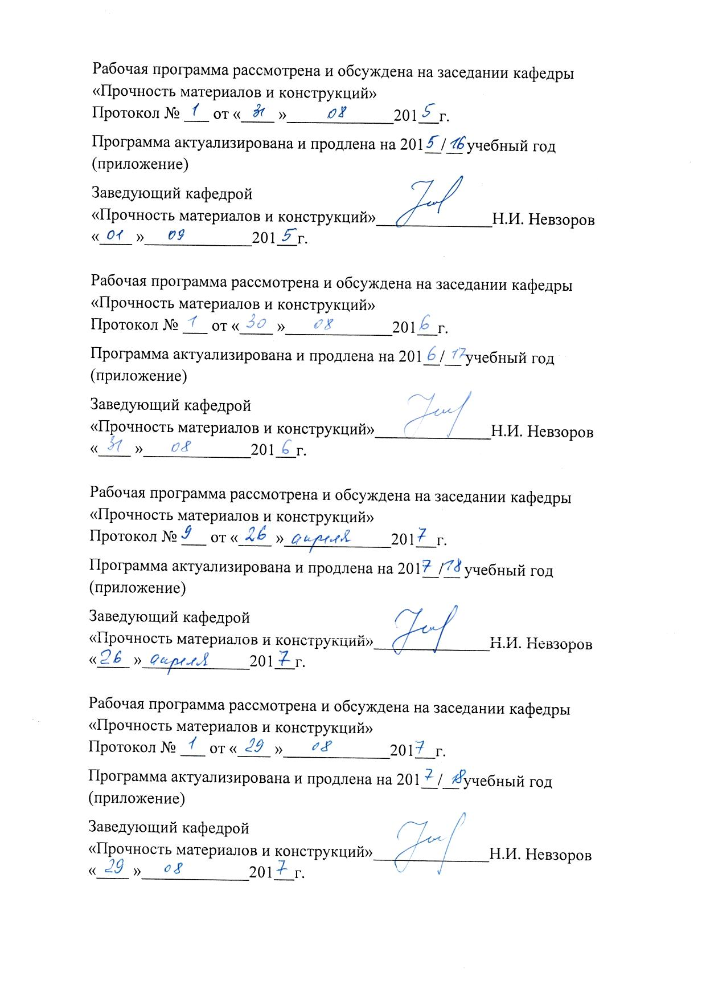 Рабочая программа рассмотрена и обсуждена на заседании кафедры
«Прочность материалов и конструкций»
Протокол № 1 от « 31 » 08 2015 г.
Программа актуализирована и продлена на 2015/16 учебный год
(приложение)
Заведующий кафедрой
«Прочность материалов и конструкций» Н.И. Невзоров
« 01 » 09 2015 г.
Рабочая программа рассмотрена и обсуждена на заседании кафедры
«Прочность материалов и конструкций»
Протокол № 1 от « 30 » 08 2016 г.
Программа актуализирована и продлена на 2016/17 учебный год
(приложение)
Заведующий кафедрой
«Прочность материалов и конструкций» Н.И. Невзоров
« 31 » 08 2016 г.
Рабочая программа рассмотрена и обсуждена на заседании кафедры
«Прочность материалов и конструкций»
Протокол № 9 от « 26 » апреля 2017 г.
Программа актуализирована и продлена на 2017/18 учебный год
(приложение)
Заведующий кафедрой
«Прочность материалов и конструкций» Н.И. Невзоров
« 26 » апреля 2017 г.
Рабочая программа рассмотрена и обсуждена на заседании кафедры
«Прочность материалов и конструкций»
Протокол № 1 от « 29 » 08 2017 г.
Программа актуализирована и продлена на 2017/18 учебный год
(приложение)
Заведующий кафедрой
«Прочность материалов и конструкций» Н.И. Невзоров
« 29 » 08 2017 г.